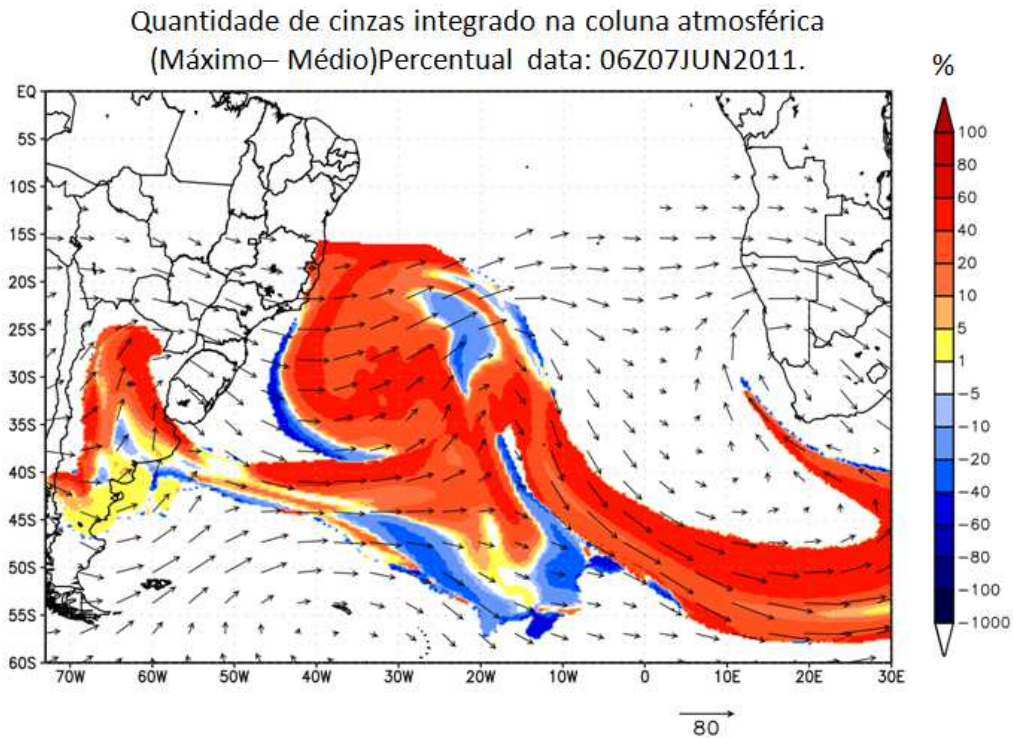 Quantidade de cinzas integrado na coluna atmosférica
(Máximo– Médio)Percentual data: 06Z07JUN2011.
%
EQ
5S
10S
15S
20S
25S
30S
35S
40S
45S
50S
55S
60S
70W 60W 50W 40W 30W 20W 10W 0 10E 20E 30E
100
80
60
40
20
10
5
1
-5
-10
-20
-40
-60
-80
-100
-1000
80